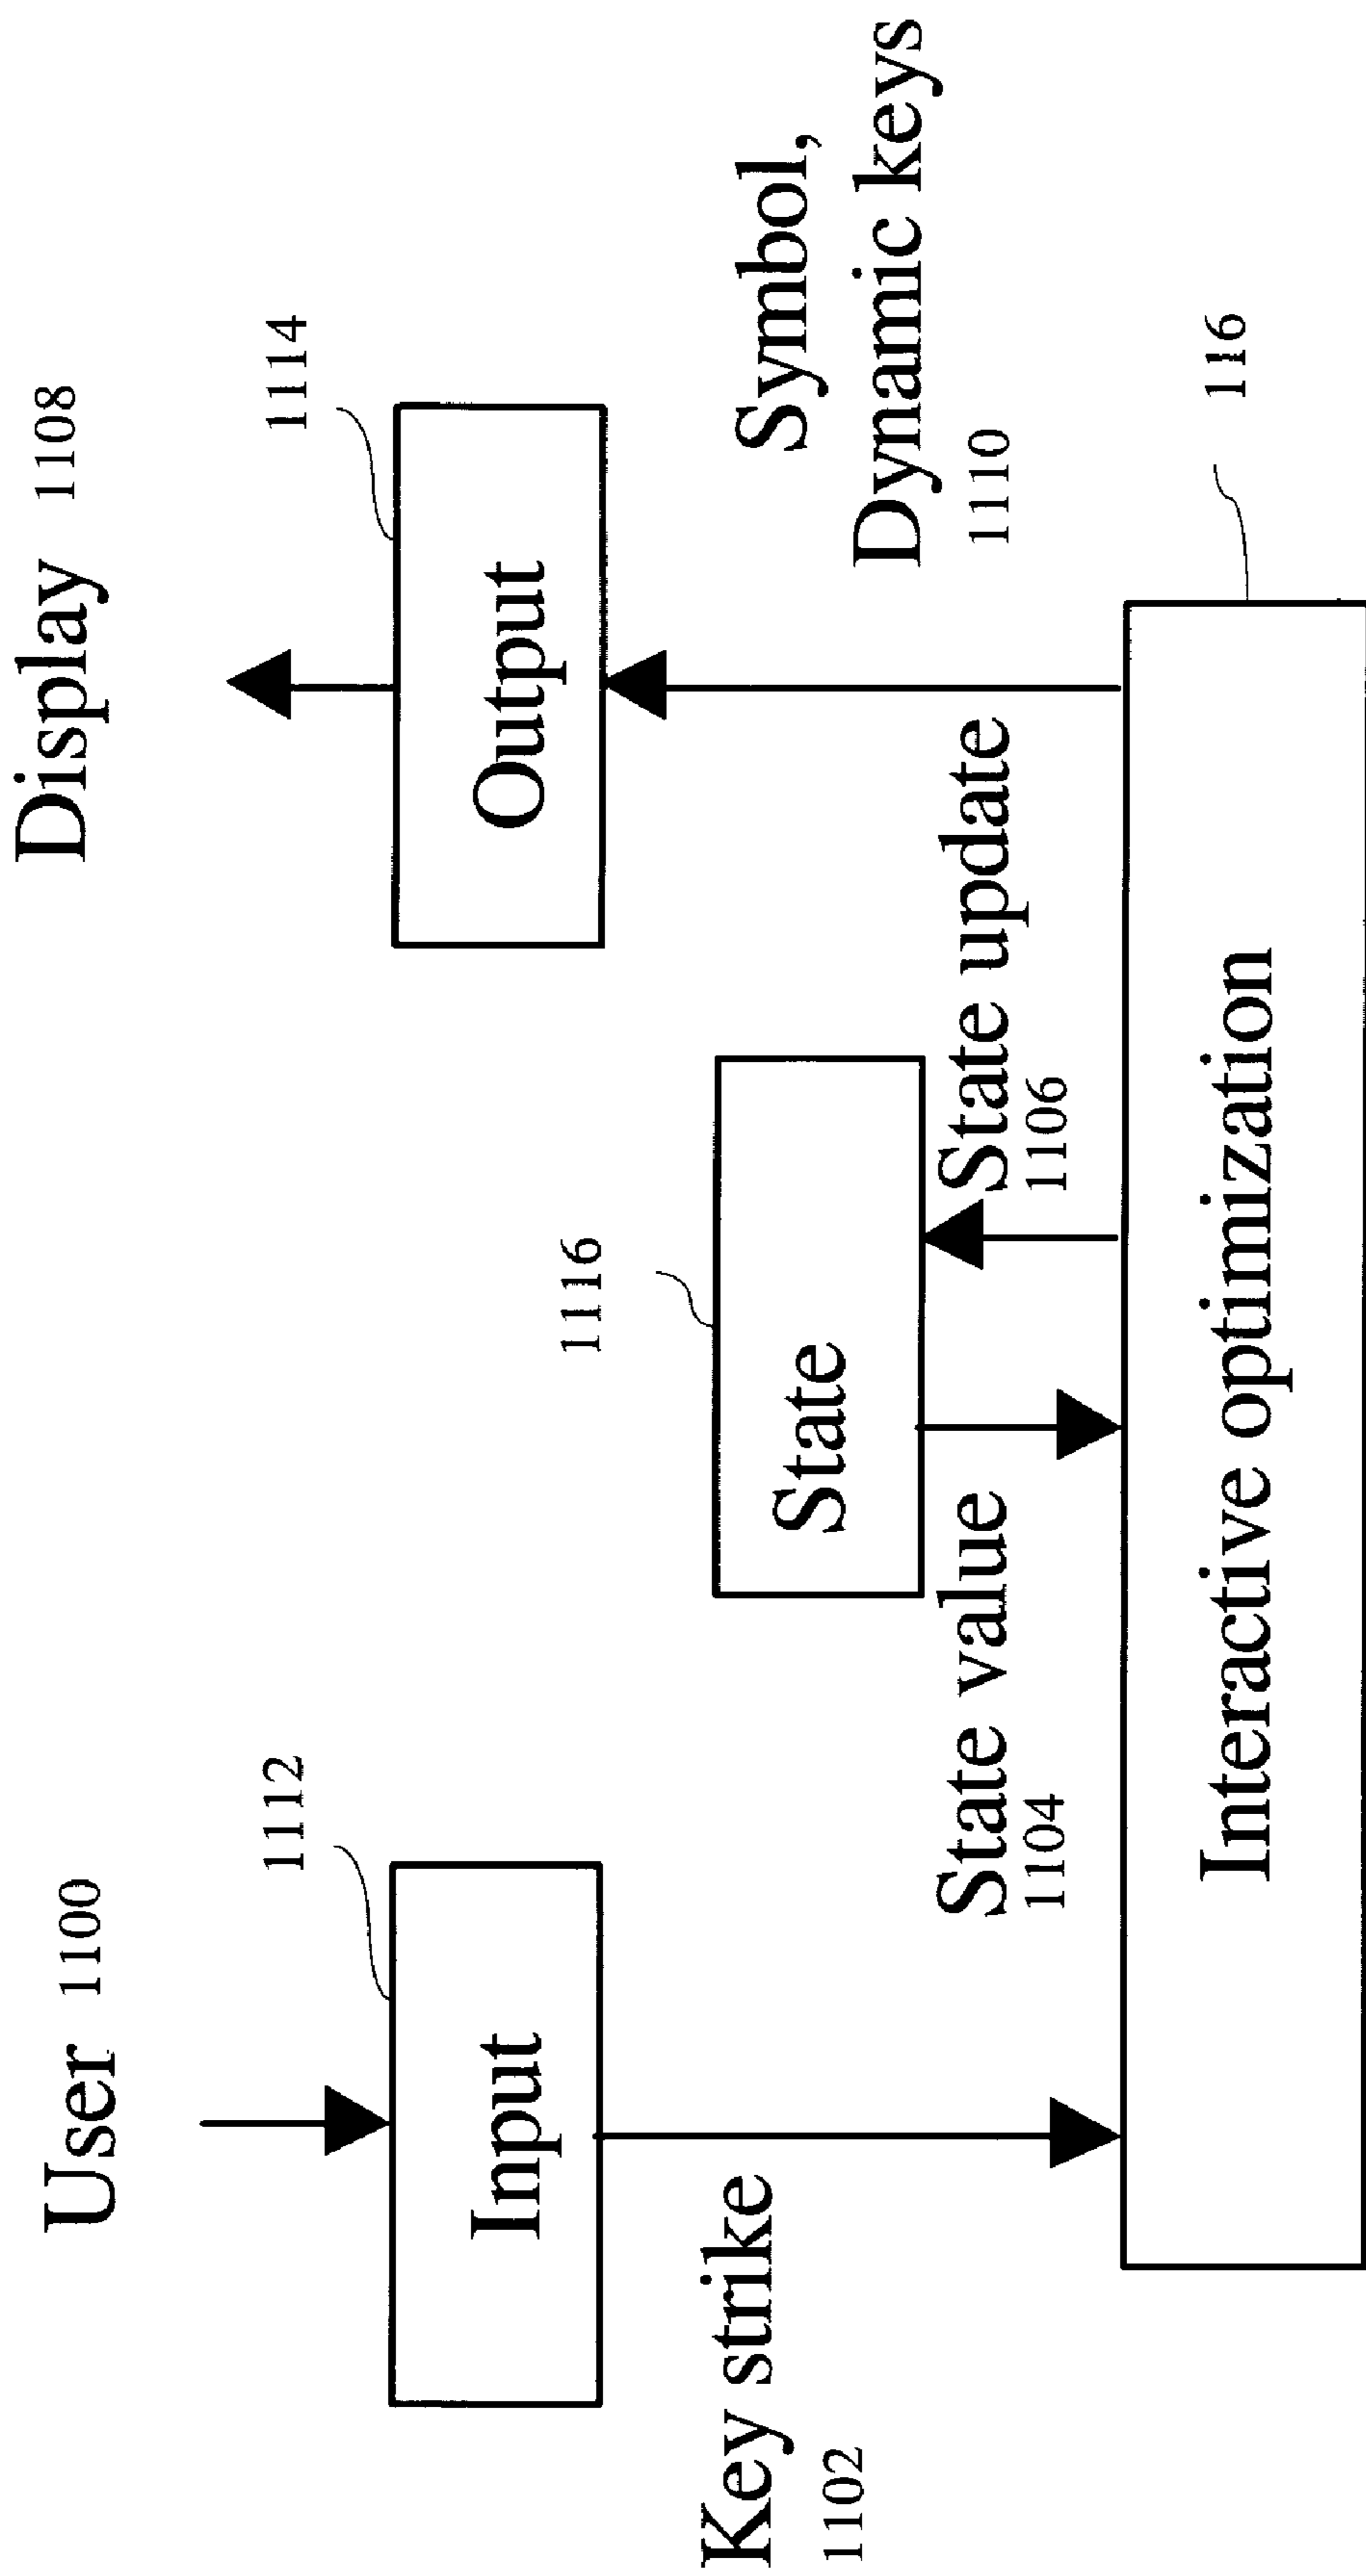 User 1100
Display 1108
1112
1114
Input
Output
1116
State
Key strike
1102
State value
1104
State update
1106
Symbol,
Dynamic keys
1110
Interactive optimization
116